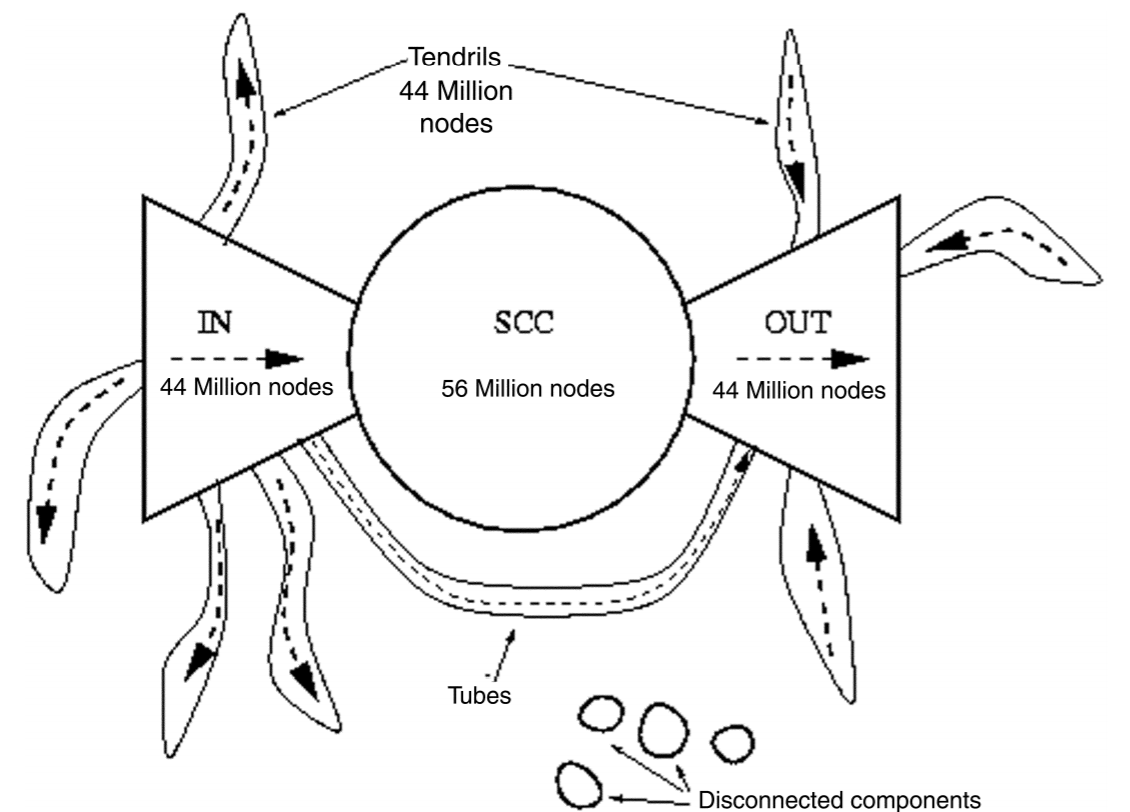 Tendrils
44 Million
nodes
IN
SCC
OUT
44 Million nodes
56 Million nodes
44 Million nodes
Tubes
Disconnected components